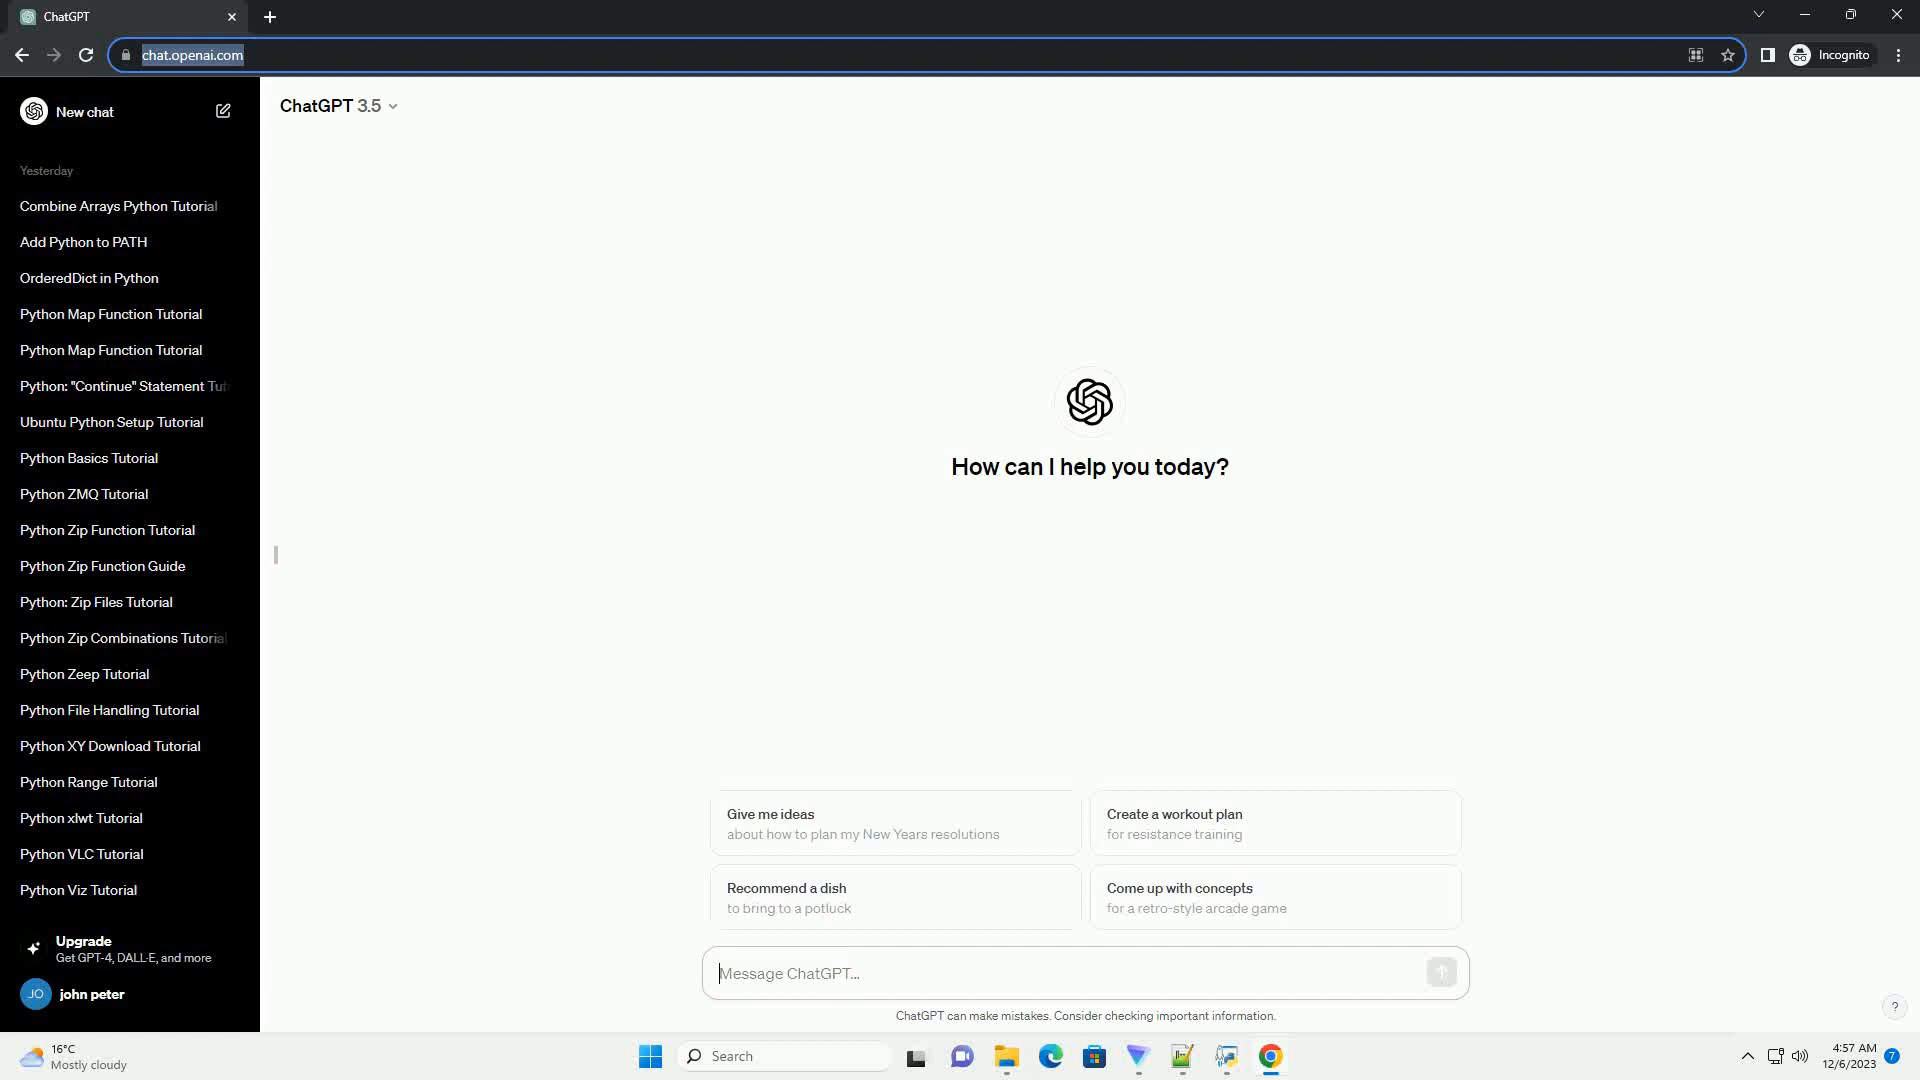 ChatGPT
chat.openai.com
Incognito
New chat
ChatGPT 3.5
Yesterday
Combine Arrays Python Tutorial
Add Python to PATH
OrderedDict in Python
Python Map Function Tutorial
Python Map Function Tutorial
Python: "Continue" Statement Tut
Ubuntu Python Setup Tutorial
Python Basics Tutorial
Python ZMQ Tutorial
Python Zip Function Tutorial
Python Zip Function Guide
Python: Zip Files Tutorial
Python Zip Combinations Tutorial
Python Zeep Tutorial
Python File Handling Tutorial
Python XY Download Tutorial
Python Range Tutorial
Python xlwt Tutorial
Python VLC Tutorial
Python Viz Tutorial
Upgrade
Get GPT-4, DALL·E, and more
JO
john peter
How can I help you today?
Give me ideas
about how to plan my New Years resolutions
Create a workout plan
for resistance training
Recommend a dish
to bring to a potluck
Come up with concepts
for a retro-style arcade game
Message ChatGPT...
ChatGPT can make mistakes. Consider checking important information.
?
16°C
Mostly cloudy
Search
4:57 AM
12/6/2023
7